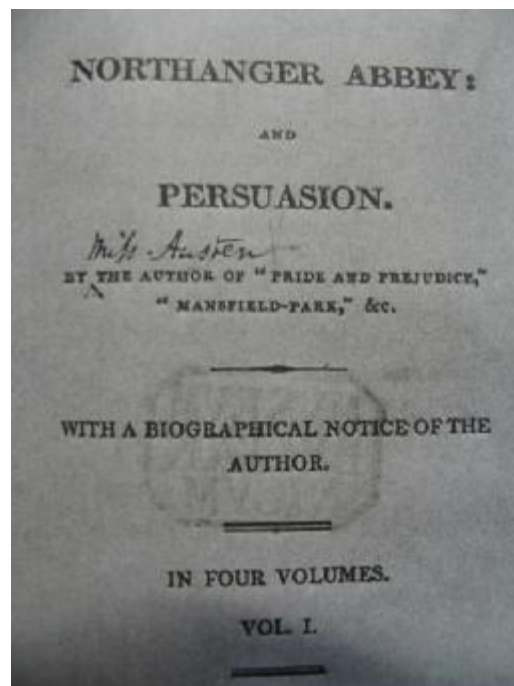 NORTHANGER ABBEY:
AND
PERSUASION.
Miss Austen
BY THE AUTHOR OF "PRIDE AND PREJUDICE,"
"MANSFIELD-PARK," &c.
WITH A BIOGRAPHICAL NOTICE OF THE
AUTHOR.
IN FOUR VOLUMES.
VOL. I.